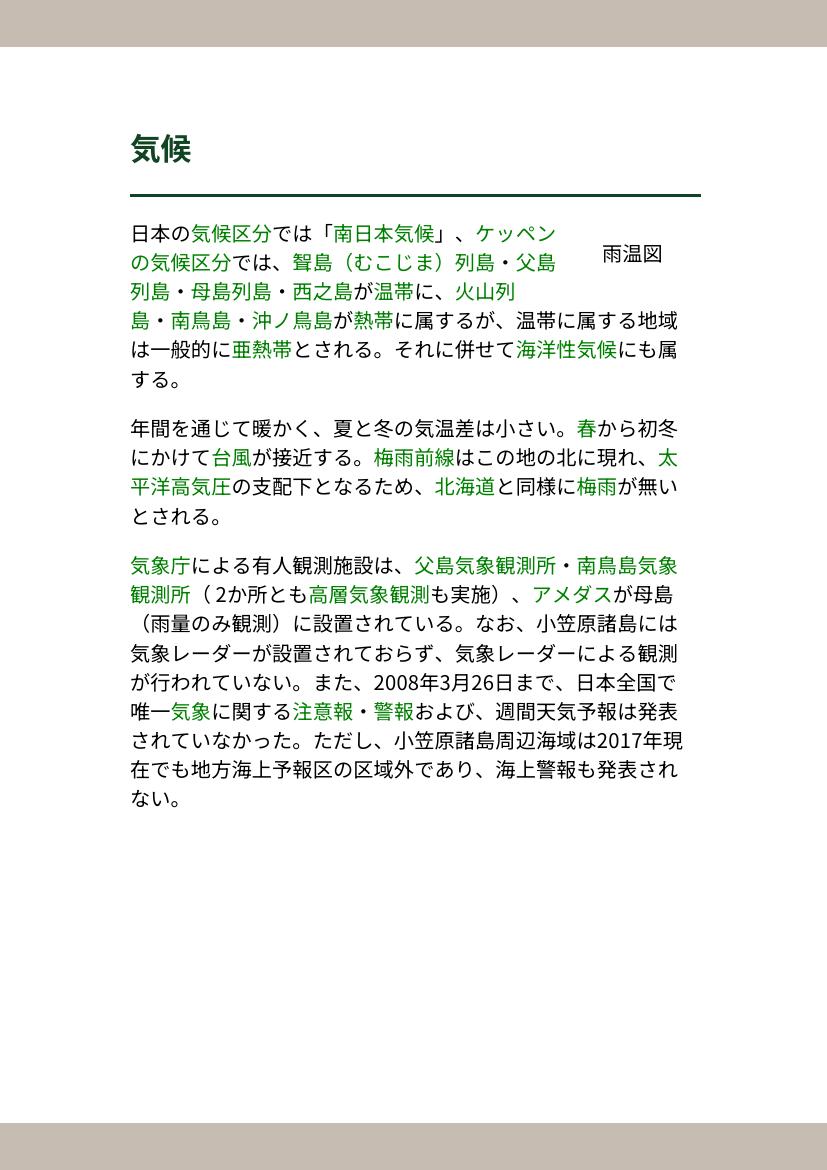 気候
日本の気候区分では「南日本気候」、ケッペン
の気候区分では、聟島（むこじま）列島・父島
列島・母島列島・西之島が温帯に、火山列
島・南鳥島・沖ノ鳥島が熱帯に属するが、温帯に属する地域
は一般的に亜熱帯とされる。それに併せて海洋性気候にも属
する。
雨温図
年間を通じて暖かく、夏と冬の気温差は小さい。春から初冬
にかけて台風が接近する。梅雨前線はこの地の北に現れ、太
平洋高気圧の支配下となるため、北海道と同様に梅雨が無い
とされる。
気象庁による有人観測施設は、父島気象観測所・南鳥島気象
観測所（ 2か所とも高層気象観測も実施）、アメダスが母島
（雨量のみ観測）に設置されている。なお、小笠原諸島には
気象レーダーが設置されておらず、気象レーダーによる観測
が行われていない。また、2008年3月26日まで、日本全国で
唯一気象に関する注意報・警報および、週間天気予報は発表
されていなかった。ただし、小笠原諸島周辺海域は2017年現
在でも地方海上予報区の区域外であり、海上警報も発表され
ない。